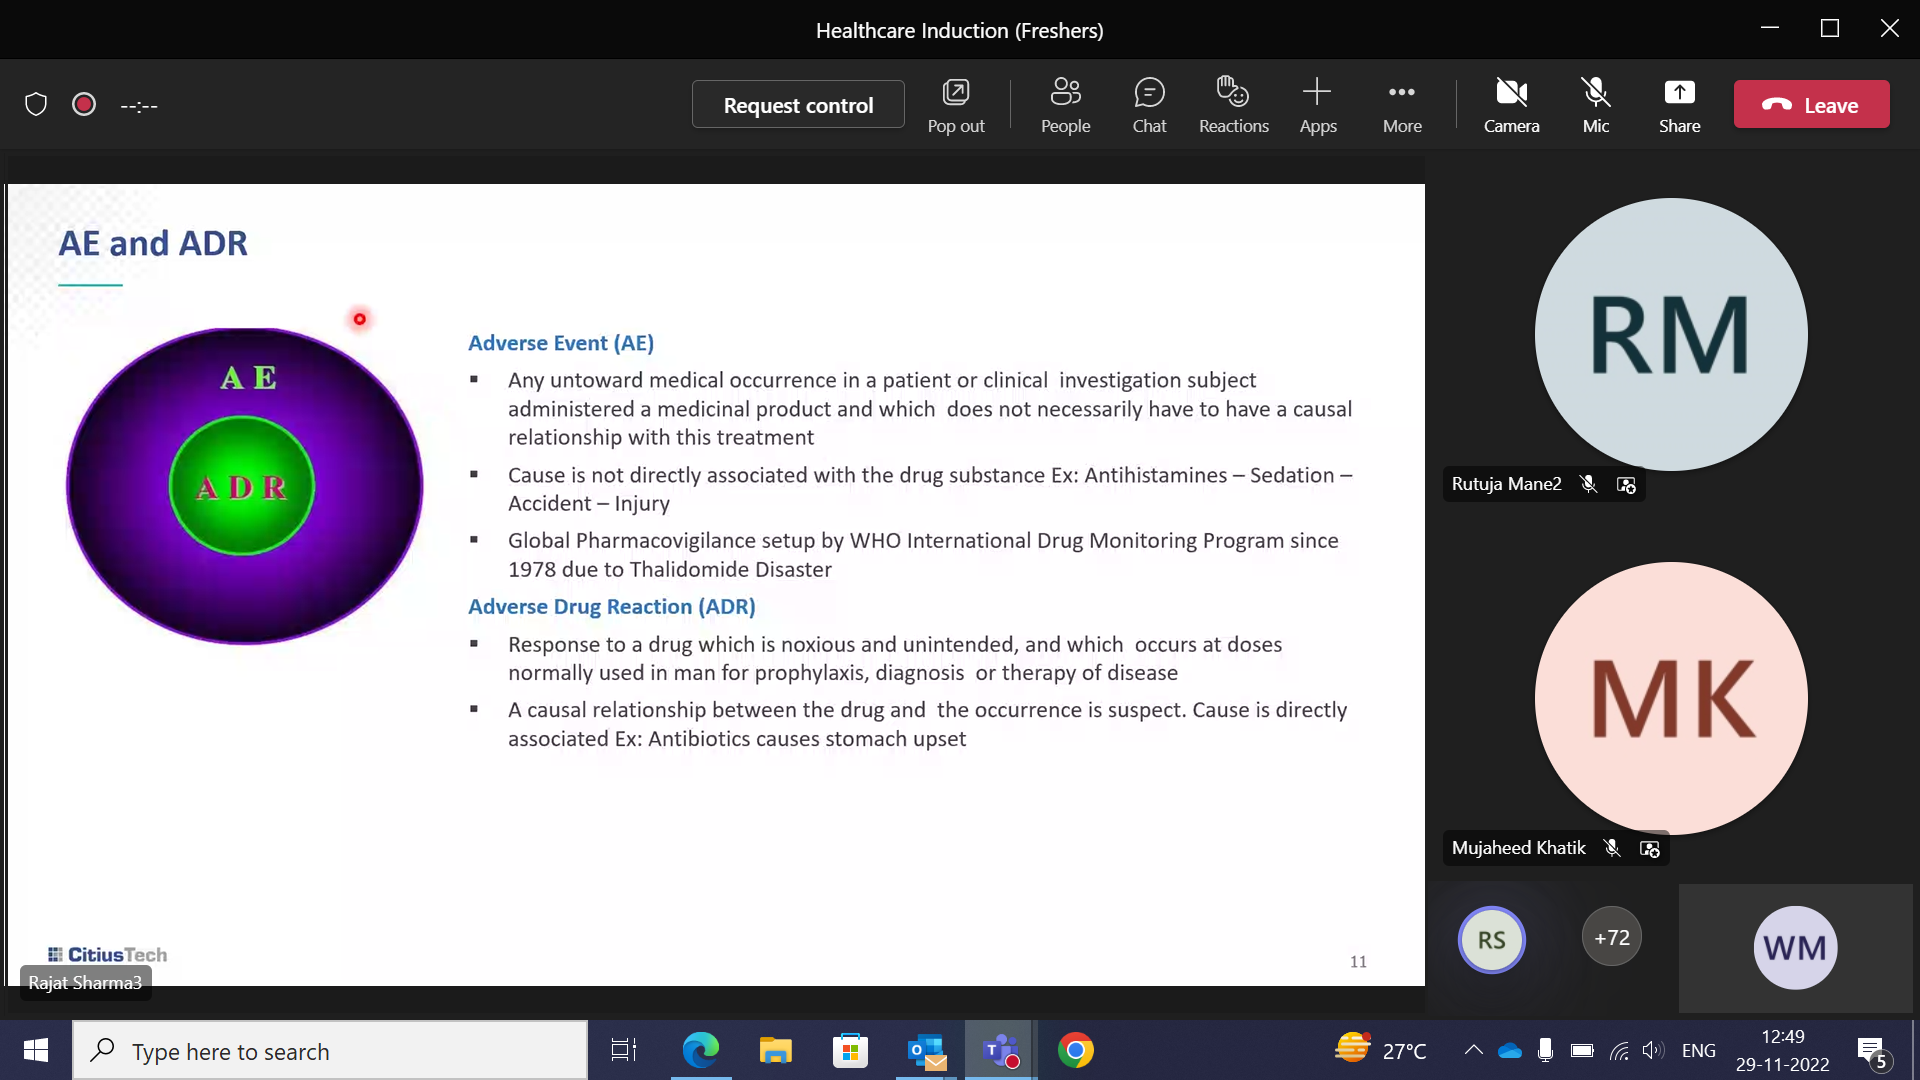 Healthcare Induction (Freshers)
--:--
Request control
Pop out
People
Chat
Reactions
Apps
More
Camera
Mic
Share
Leave
AE and ADR
A E
A D R
Adverse Event (AE)
▪ Any untoward medical occurrence in a patient or clinical investigation subject
administered a medicinal product and which does not necessarily have to have a causal
relationship with this treatment
▪ Cause is not directly associated with the drug substance Ex: Antihistamines – Sedation –
Accident – Injury
▪ Global Pharmacovigilance setup by WHO International Drug Monitoring Program since
1978 due to Thalidomide Disaster
Adverse Drug Reaction (ADR)
▪ Response to a drug which is noxious and unintended, and which occurs at doses
normally used in man for prophylaxis, diagnosis or therapy of disease
▪ A causal relationship between the drug and the occurrence is suspect. Cause is directly
associated Ex: Antibiotics causes stomach upset
CitiusTech
11
Rajat Sharma3
RM
Rutuja Mane2
MK
Mujaheed Khatik
RS
+72
WM
Type here to search
27°C
ENG
12:49
29-11-2022
5